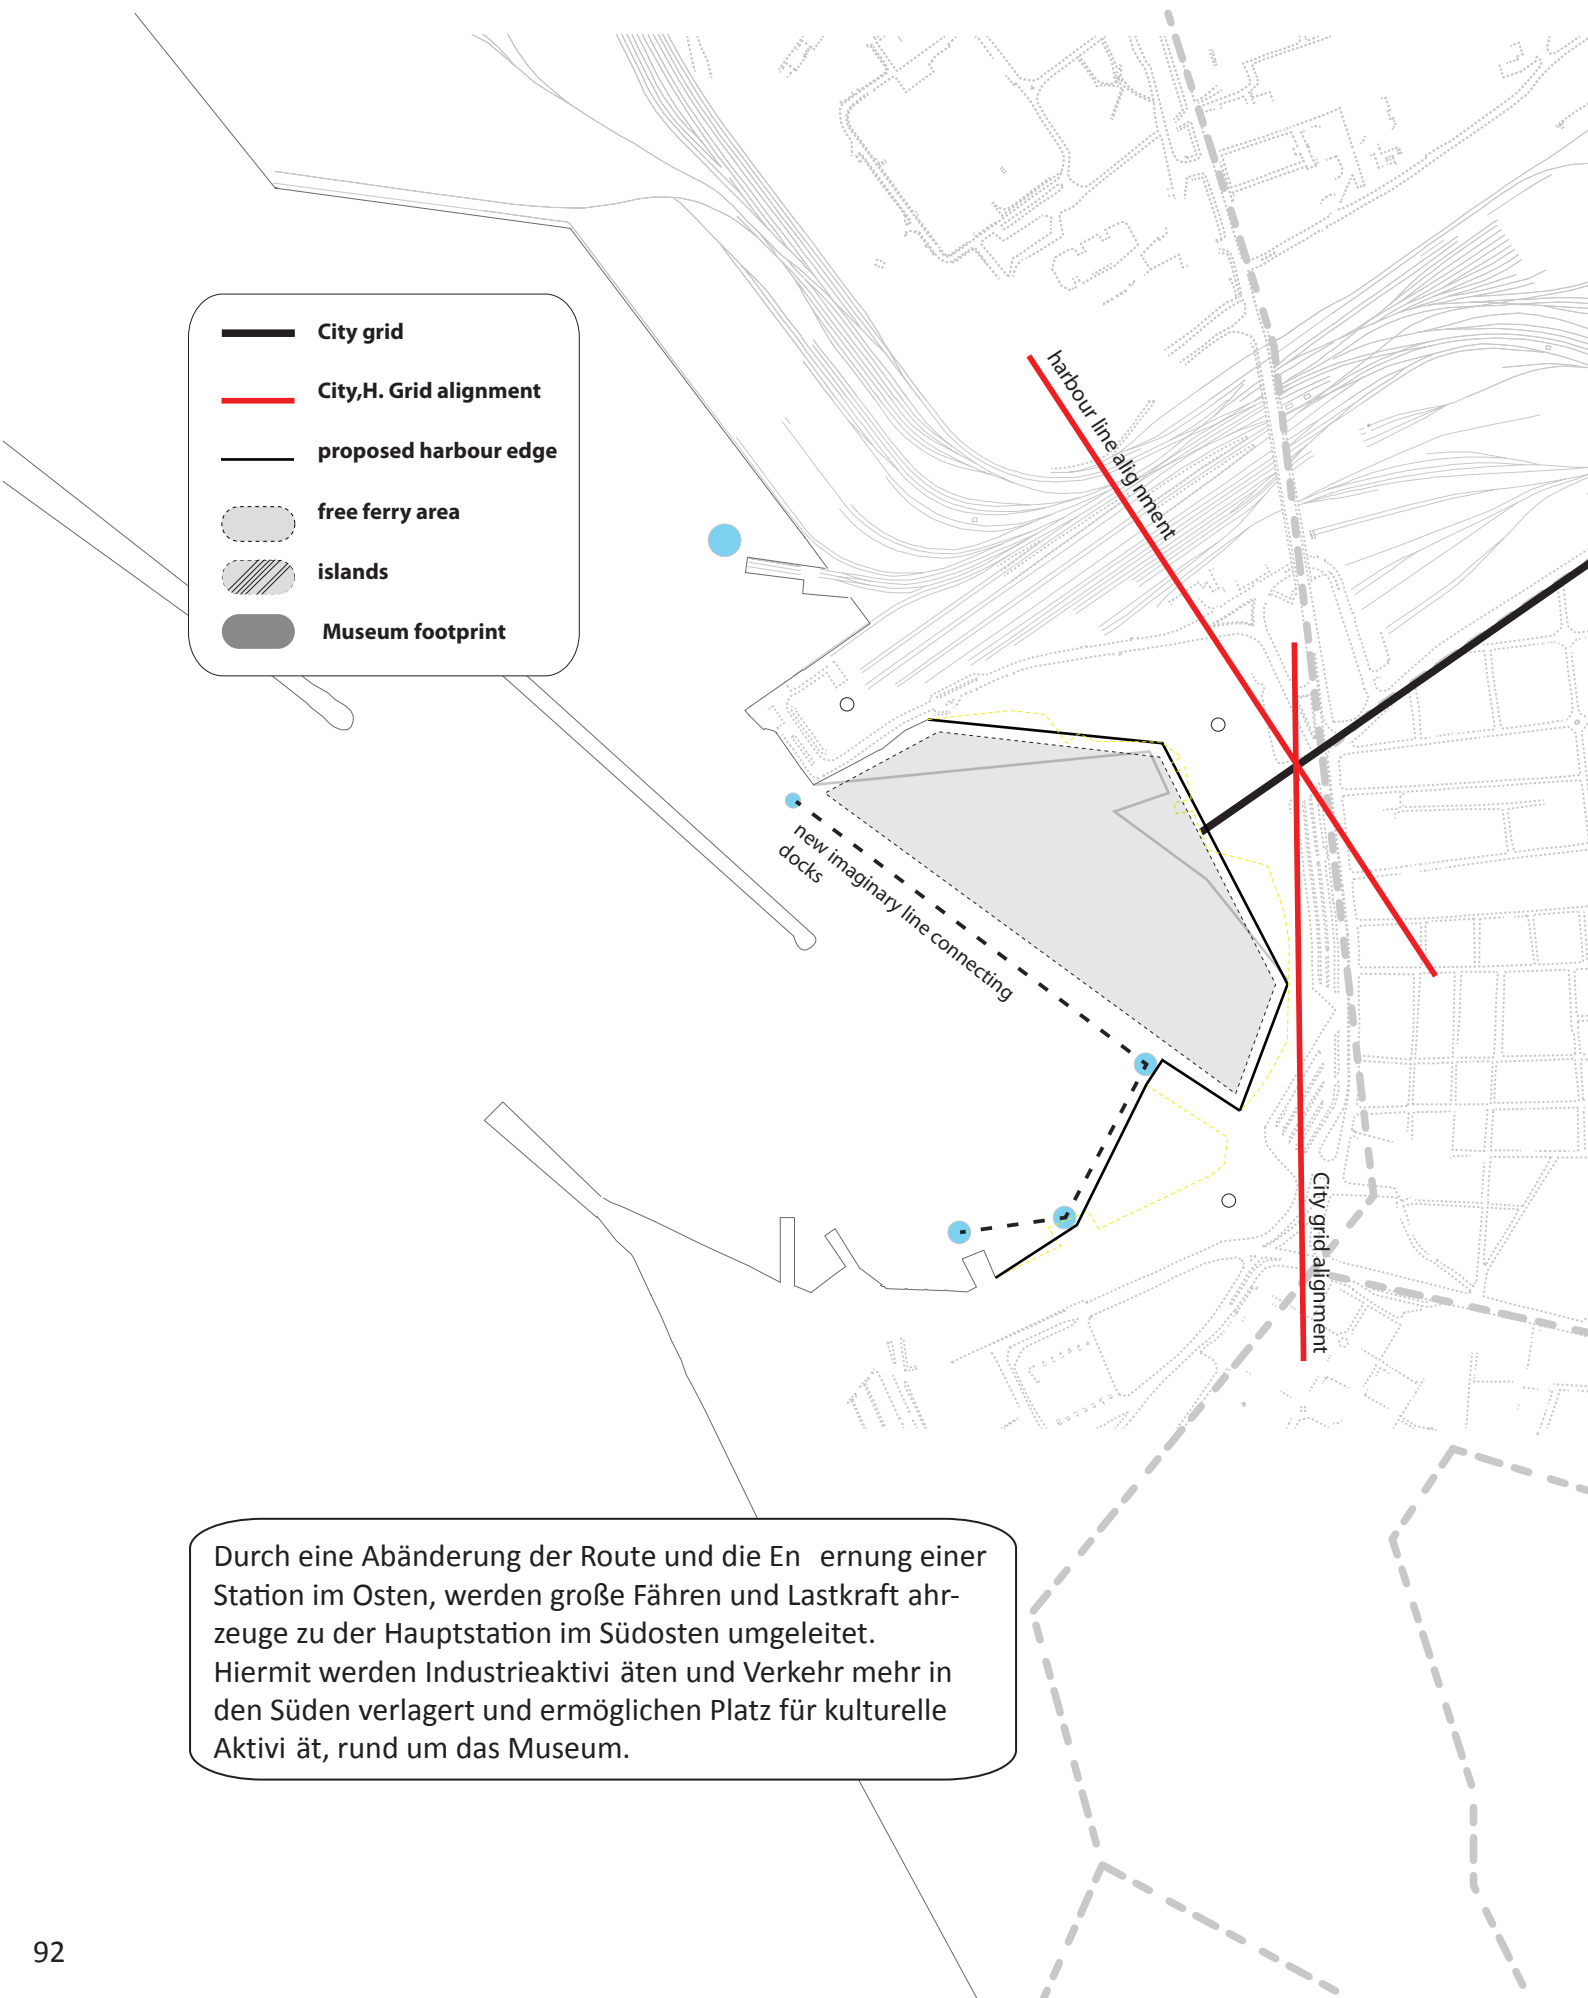 City grid
City,H. Grid alignment
proposed harbour edge
free ferry area
islands
Museum footprint
harbour line alignment
new imaginary line connecting
docks
City grid alignment
Durch eine Abänderung der Route und die En ernung einer
Station im Osten, werden große Fähren und Lastkraft ahr-
zeuge zu der Hauptstation im Südosten umgeleitet.
Hiermit werden Industrieaktivi äten und Verkehr mehr in
den Süden verlagert und ermöglichen Platz für kulturelle
Aktivi ät, rund um das Museum.
92